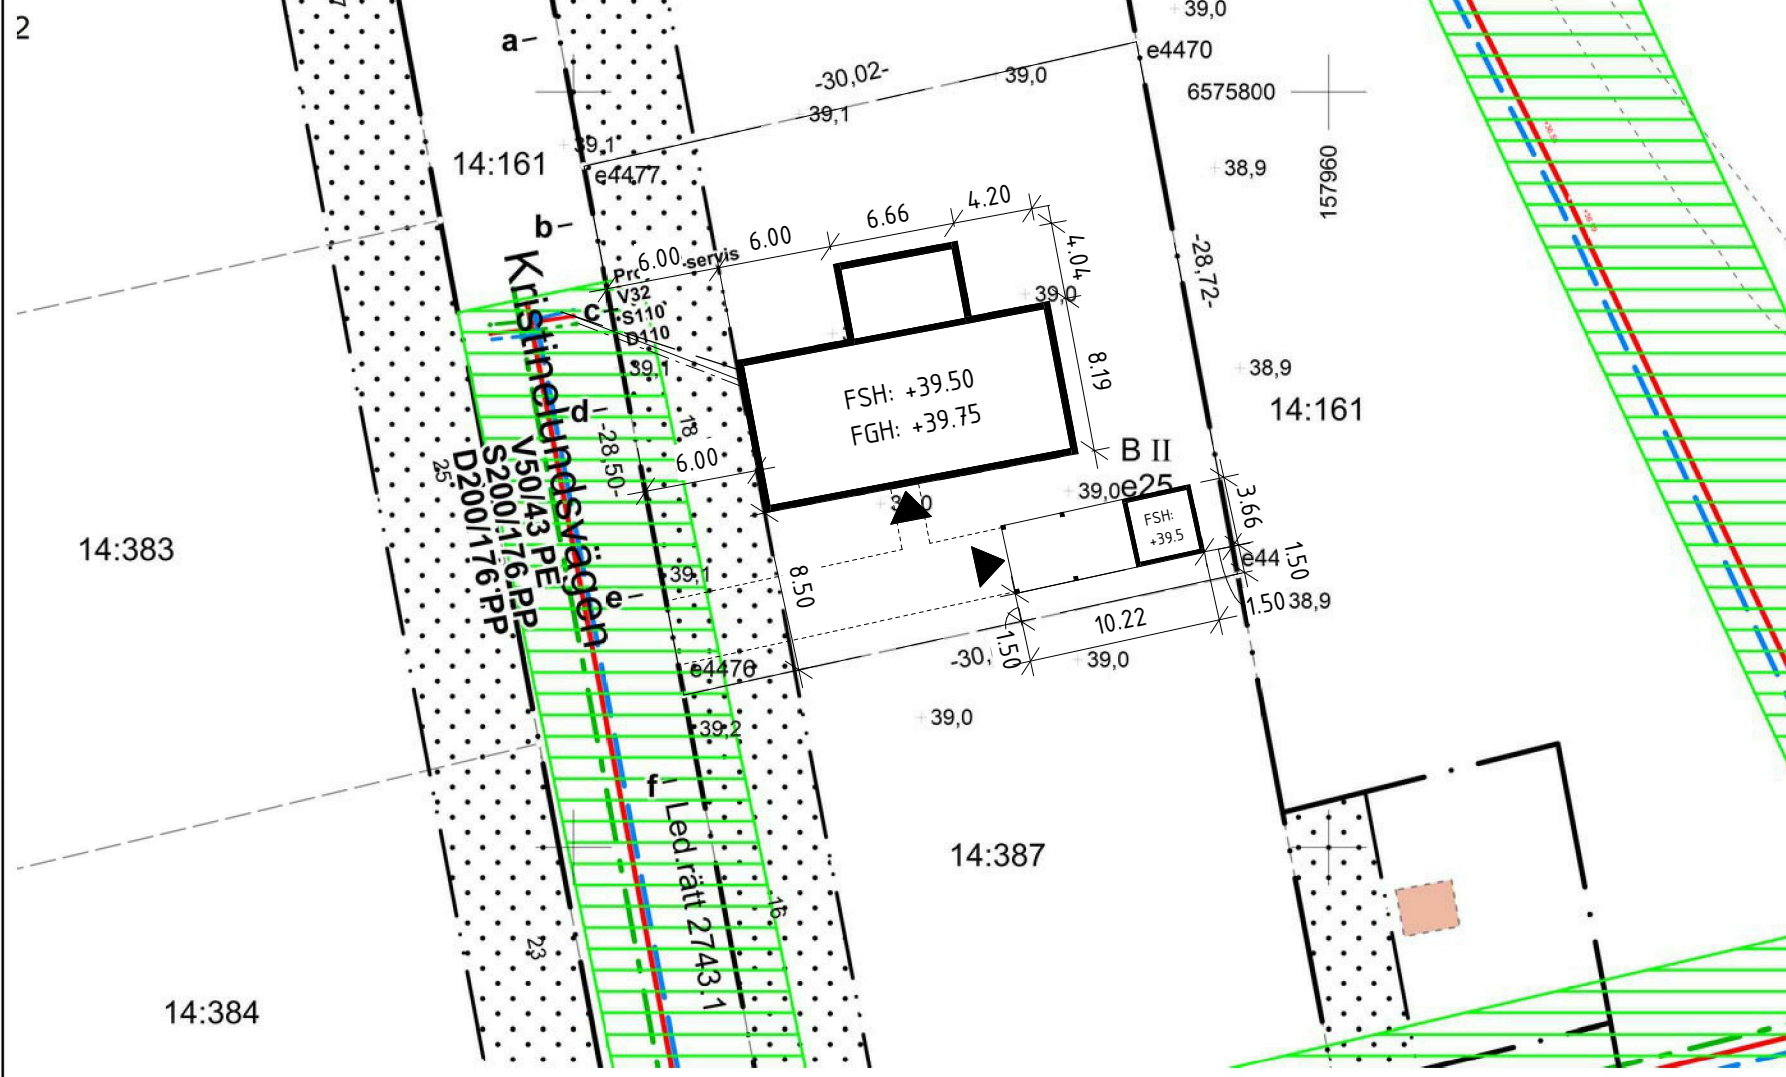 2
a-
39,0
e4470
-30,02-
39,0
6575800
39,1
39,1
14:161
e4477
38,9
157960
b-
6.00
6.00
6.66
4.20
4.04
-servis
V32
S110
D110
c-
39,0
-28,72-
39,1
8.19
38,9
14:161
FSH: +39.50
FGH: +39.75
Kristinelundsvägen
d-
-28,50-
18
6.00
B II
e25
39,0
V50/43 PE
S200/176 PP
D200/176 PP
25
3.66
FSH:
+39.5
14:383
39,1
8.50
e44
1.50
1.50
38,9
e-
10.22
1.50
-30,
39,0
e4476
39,0
39,2
f-
Led.rätt 2743.1
14:387
16
23
14:384